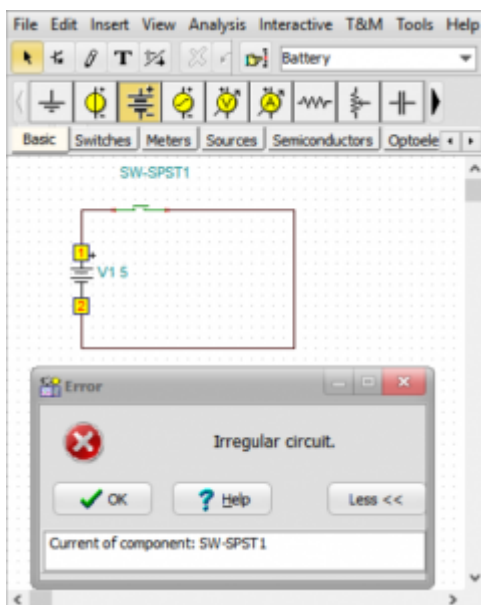 File Edit Insert View Analysis Interactive T&M Tools Help
T Battery
V A
Basic Switches Meters Sources Semiconductors Optoele
SW-SPST1
1
+
V1 5
2
Error
Irregular circuit.
OK ? Help Less <<
Current of component: SW-SPST1